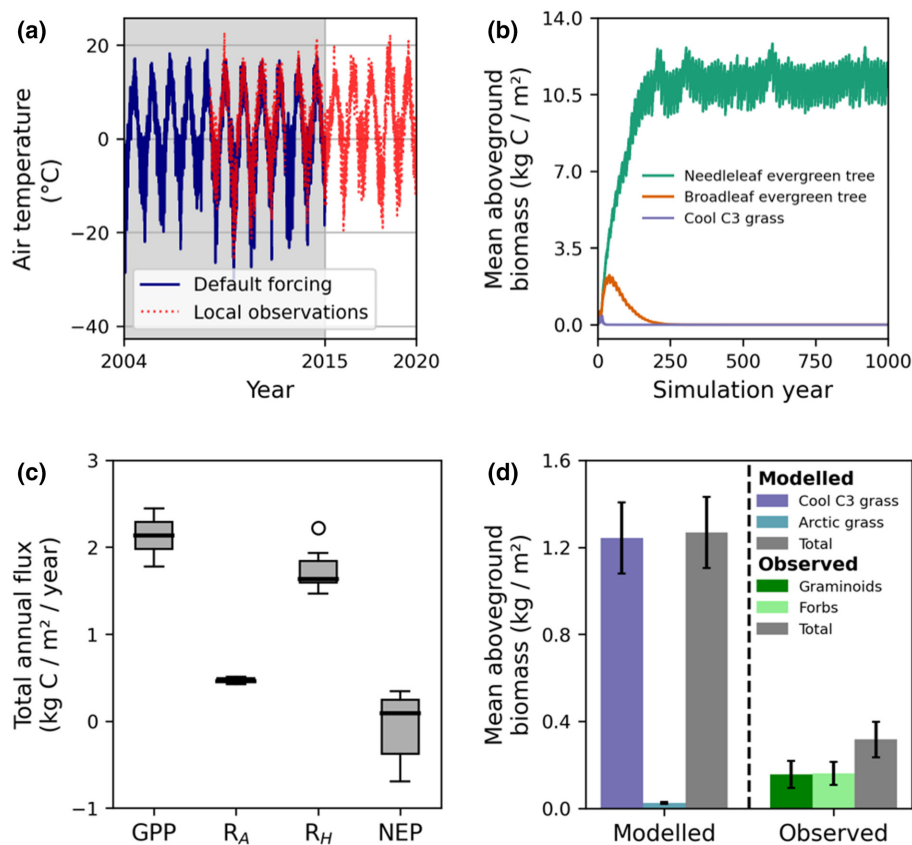 (a)
Air temperature
(°C)
20
0
−20
−40
Default forcing
Local observations
2004
2015
2020
Year
(b)
Mean aboveground
biomass (kg C / m²)
14.0
10.5
7.0
3.5
0.0
Needleleaf evergreen tree
Broadleaf evergreen tree
Cool C3 grass
0
250
500
750
1000
Simulation year
(c)
Total annual flux
(kg C / m² / year)
3
2
1
0
−1
GPP
R_A
R_H
NEP
(d)
Mean aboveground
biomass (kg / m²)
1.6
1.2
0.8
0.4
0.0
Modelled
Cool C3 grass
Arctic grass
Total
Observed
Graminoids
Forbs
Total
Modelled
Observed